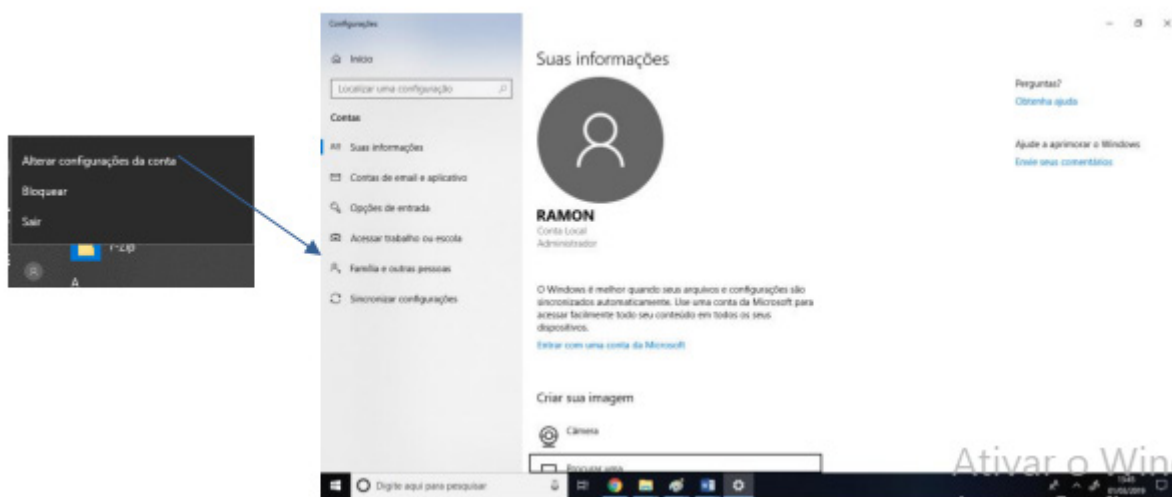 Alterar configurações da conta
Bloquear
Sair
7-Zip
A
Configurações
Início
Localizar uma configuração
Contas
Suas informações
Contas de email e aplicativo
Opções de entrada
Acessar trabalho ou escola
Família e outras pessoas
Sincronizar configurações
Suas informações
RAMON
Conta Local
Administrador
O Windows é melhor quando seus arquivos e configurações são
sincronizados automaticamente. Use uma conta da Microsoft para
acessar facilmente todo seu conteúdo em todos os seus
dispositivos.
Entrar com uma conta da Microsoft
Criar sua imagem
Câmera
Procurar uma
Perguntas?
Obtenha ajuda
Ajude a aprimorar o Windows
Envie seus comentários
Ativar o Win
Digite aqui para pesquisar